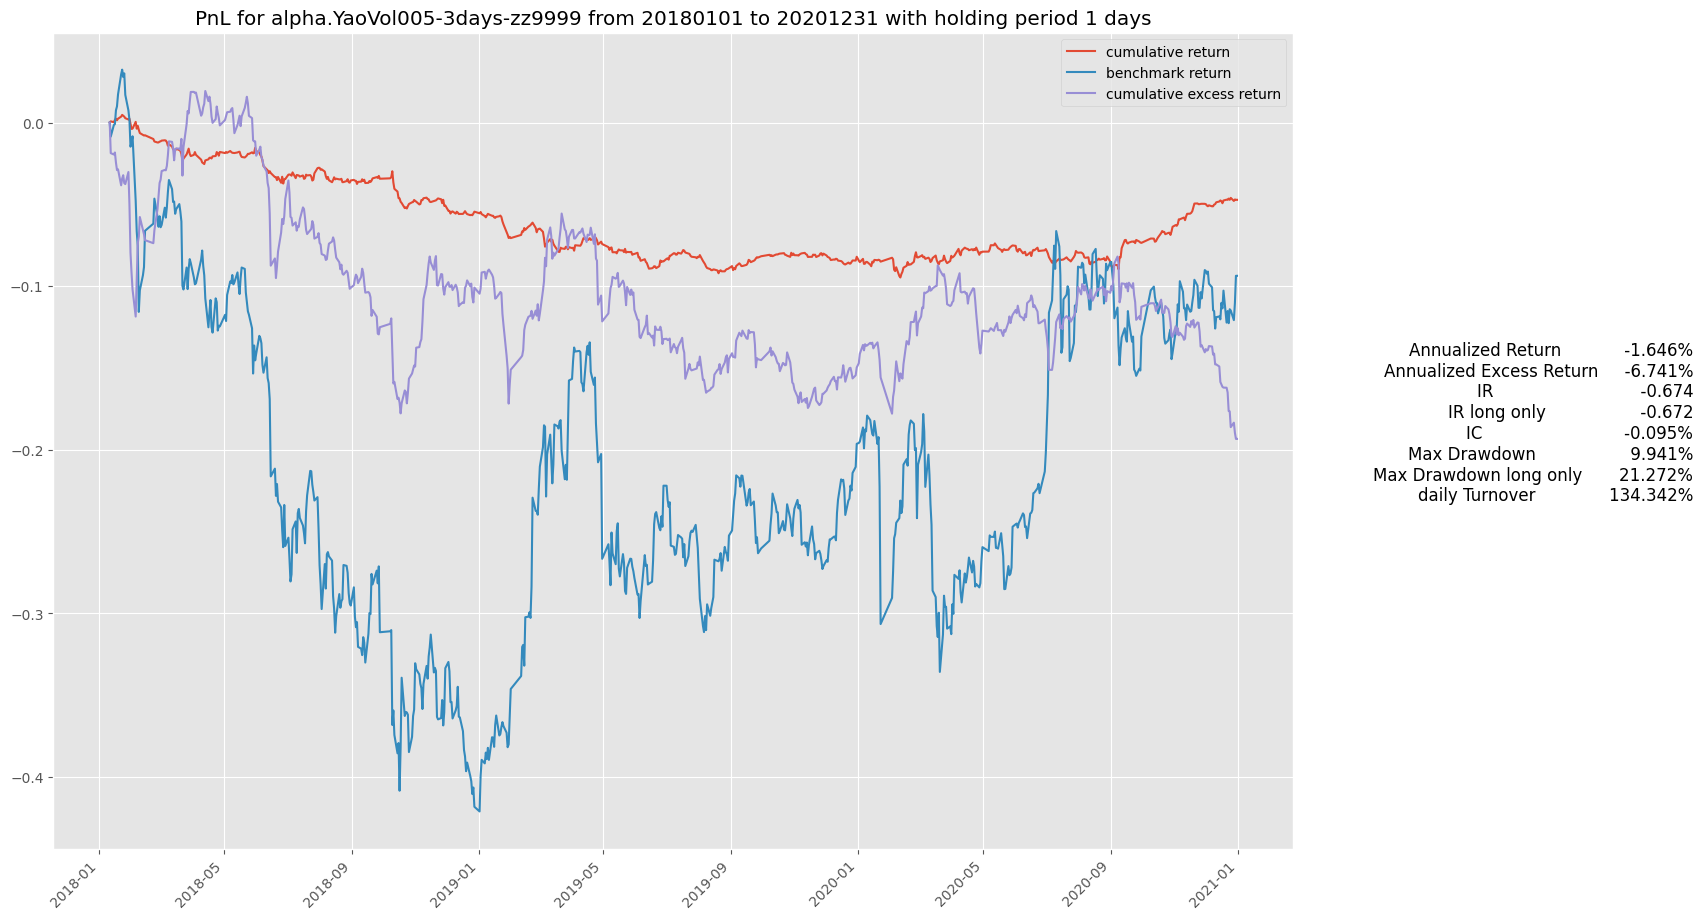 PnL for alpha.YaoVol005-3days-zz9999 from 20180101 to 20201231 with holding period 1 days
cumulative return
benchmark return
cumulative excess return
0.0
−0.1
−0.2
−0.3
−0.4
Annualized Return -1.646%
Annualized Excess Return -6.741%
IR -0.674
IR long only -0.672
IC -0.095%
Max Drawdown 9.941%
Max Drawdown long only 21.272%
daily Turnover 134.342%
2018-01
2018-05
2018-09
2019-01
2019-05
2019-09
2020-01
2020-05
2020-09
2021-01